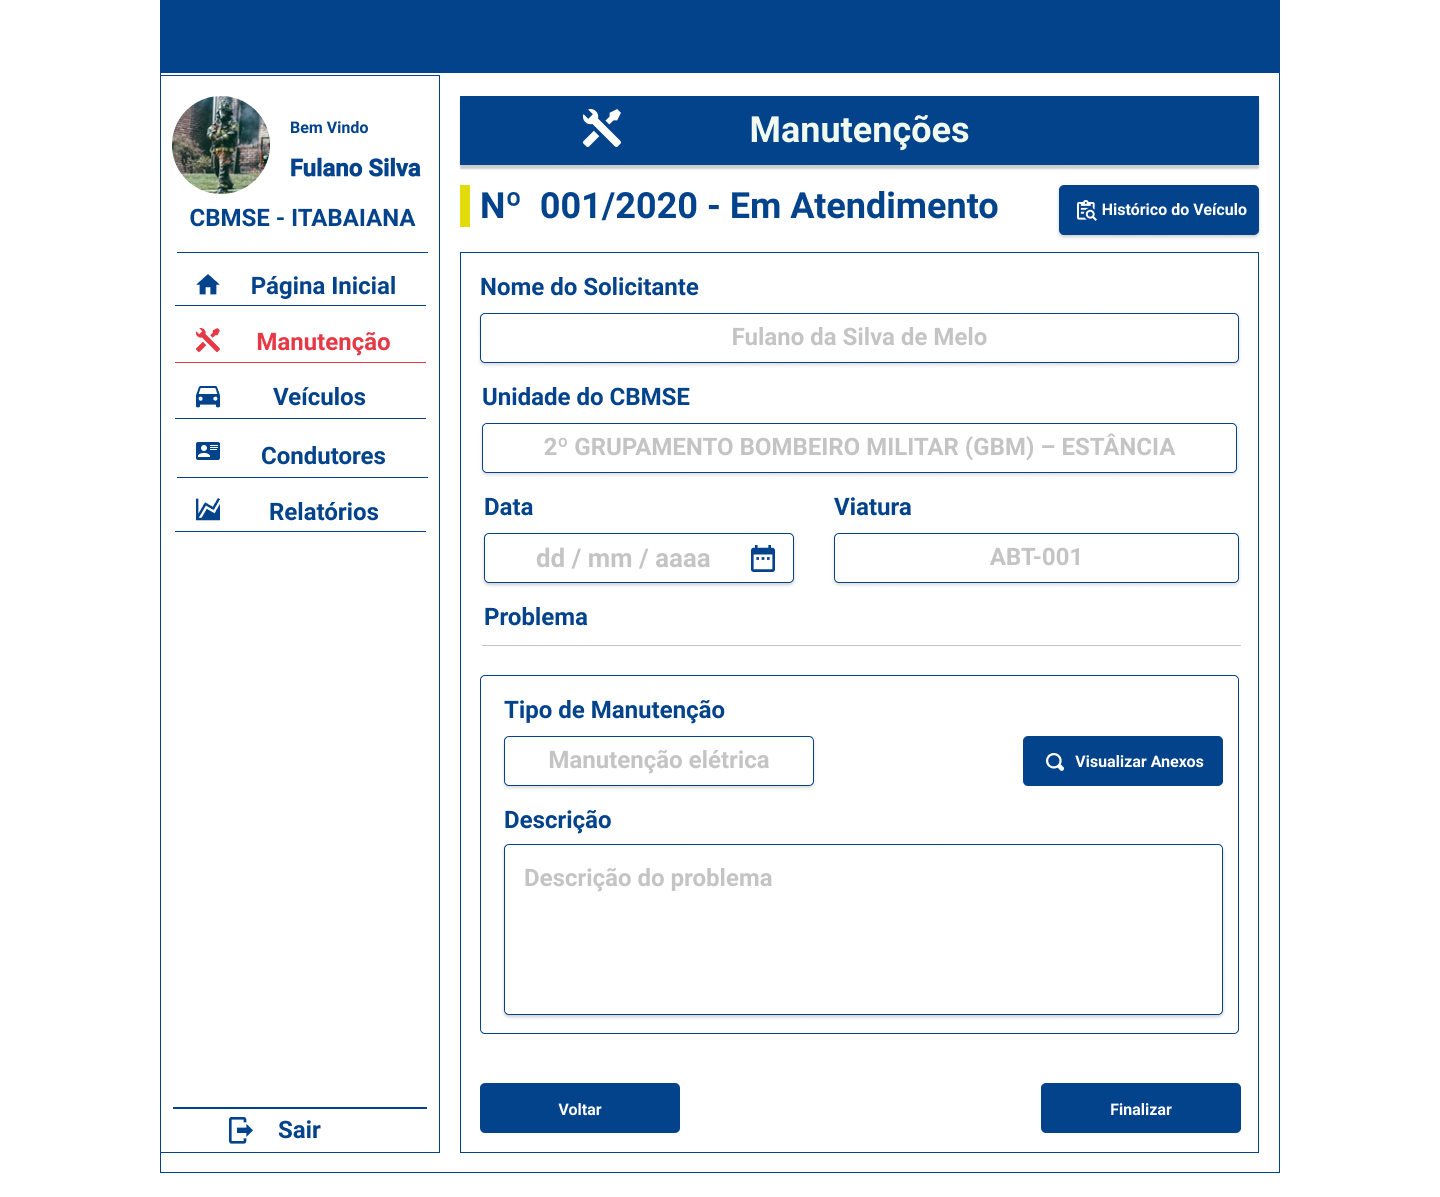 Bem Vindo
Fulano Silva
CBMSE - ITABAIANA
Página Inicial
Manutenção
Veículos
Condutores
Relatórios
Sair
Manutenções
Nº 001/2020 - Em Atendimento
Histórico do Veículo
Nome do Solicitante
Fulano da Silva de Melo
Unidade do CBMSE
2º GRUPAMENTO BOMBEIRO MILITAR (GBM) – ESTÂNCIA
Data
Viatura
dd / mm / aaaa
ABT-001
Problema
Tipo de Manutenção
Manutenção elétrica
Visualizar Anexos
Descrição
Descrição do problema
Voltar
Finalizar